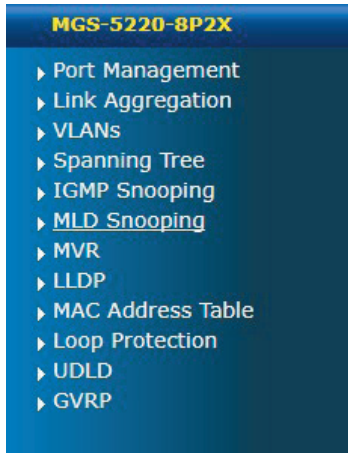 MGS-5220-8P2X
Port Management
Link Aggregation
VLANs
Spanning Tree
IGMP Snooping
MLD Snooping
MVR
LLDP
MAC Address Table
Loop Protection
UDLD
GVRP